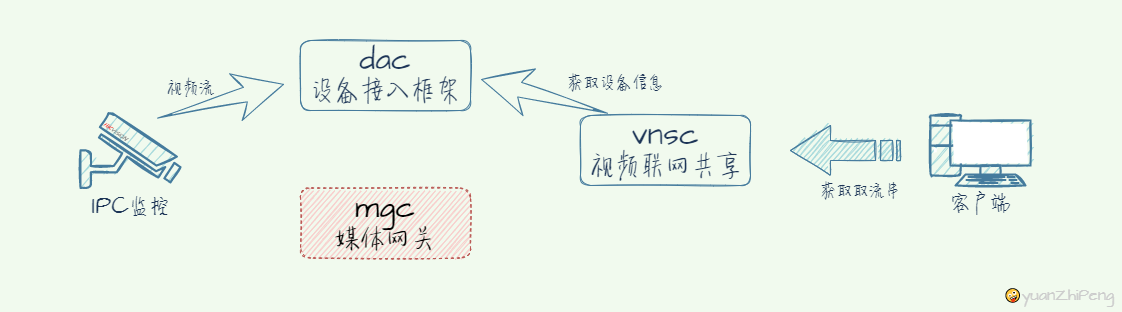 dac
设备接入框架
视频流
获取设备信息
vnsc
视频联网共享
获取取流串
IPC监控
客户端
mgc
媒体网关
yuanZhiPeng